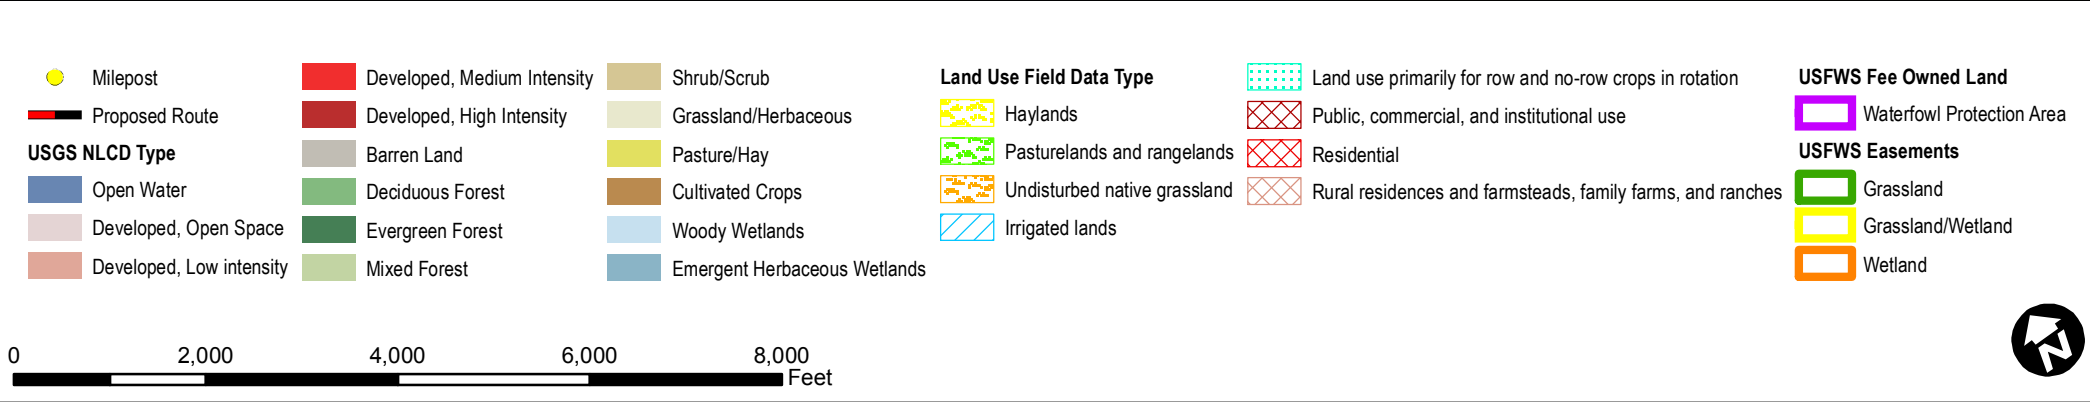 Milepost
Proposed Route
USGS NLCD Type
Open Water
Developed, Open Space
Developed, Low intensity
Developed, Medium Intensity
Developed, High Intensity
Barren Land
Deciduous Forest
Evergreen Forest
Mixed Forest
Shrub/Scrub
Grassland/Herbaceous
Pasture/Hay
Cultivated Crops
Woody Wetlands
Emergent Herbaceous Wetlands
Land Use Field Data Type
Haylands
Pasturelands and rangelands
Undisturbed native grassland
Irrigated lands
Land use primarily for row and no-row crops in rotation
Public, commercial, and institutional use
Residential
Rural residences and farmsteads, family farms, and ranches
USFWS Fee Owned Land
Waterfowl Protection Area
USFWS Easements
Grassland
Grassland/Wetland
Wetland
0 2,000 4,000 6,000 8,000
Feet
N